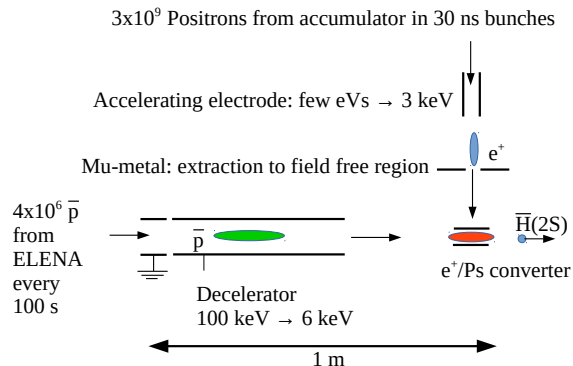 3x10⁹ Positrons from accumulator in 30 ns bunches
Accelerating electrode: few eVs → 3 keV
e⁺
Mu-metal: extraction to field free region
4x10⁶ p̅
from
ELENA
every
100 s
p̅
H̅(2S)
e⁺/Ps converter
Decelerator
100 keV → 6 keV
1 m